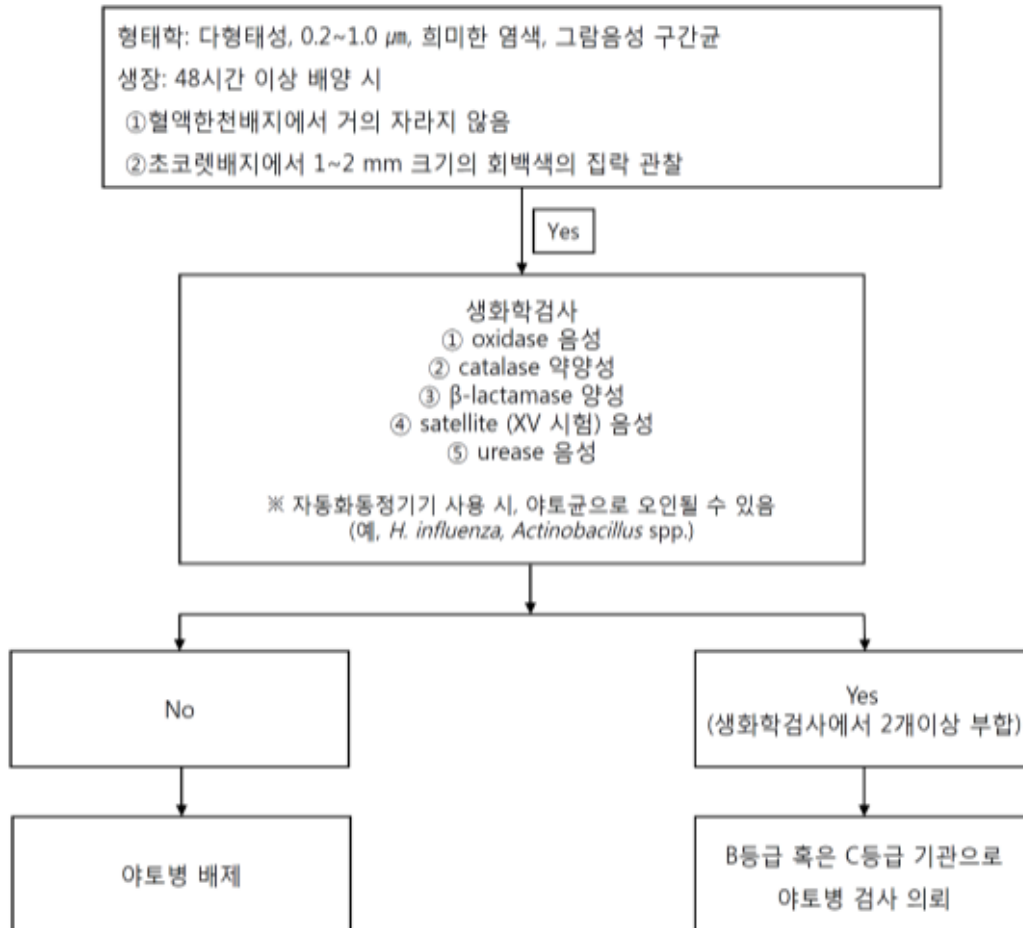 형태학: 다형태성, 0.2~1.0 ㎛, 희미한 염색, 그람음성 구간균
생장: 48시간 이상 배양 시
①혈액한천배지에서 거의 자라지 않음
②초코렛배지에서 1~2 mm 크기의 회백색의 집락 관찰
Yes
생화학검사
① oxidase 음성
② catalase 약양성
③ β-lactamase 양성
④ satellite (XV 시험) 음성
⑤ urease 음성
※ 자동화동정기기 사용 시, 야토균으로 오인될 수 있음
(예, H. influenza, Actinobacillus spp.)
No
Yes
(생화학검사에서 2개이상 부합)
야토병 배제
B등급 혹은 C등급 기관으로
야토병 검사 의뢰